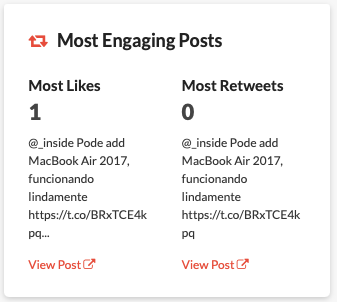 Most Engaging Posts
Most Likes
1
@_inside Pode add
MacBook Air 2017,
funcionando
lindamente
https://t.co/BRxTCE4k
pq...
View Post
Most Retweets
0
@_inside Pode add
MacBook Air 2017,
funcionando
lindamente
https://t.co/BRxTCE4k
pq
View Post